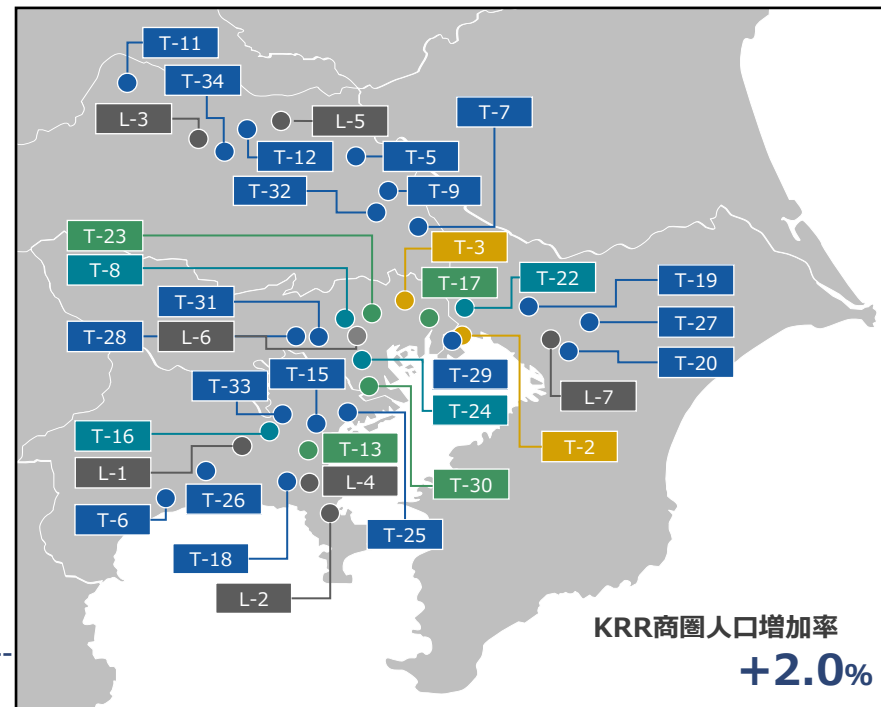 T-11
T-34
T-7
L-3
L-5
T-12
T-5
T-32
T-9
T-23
T-3
T-8
T-17
T-22
T-19
T-31
T-28
L-6
T-27
T-15
T-29
T-20
T-33
T-24
L-7
T-16
T-13
T-2
L-1
L-4
T-30
T-26
T-6
T-25
T-18
L-2
KRR商圏人口増加率
+2.0%